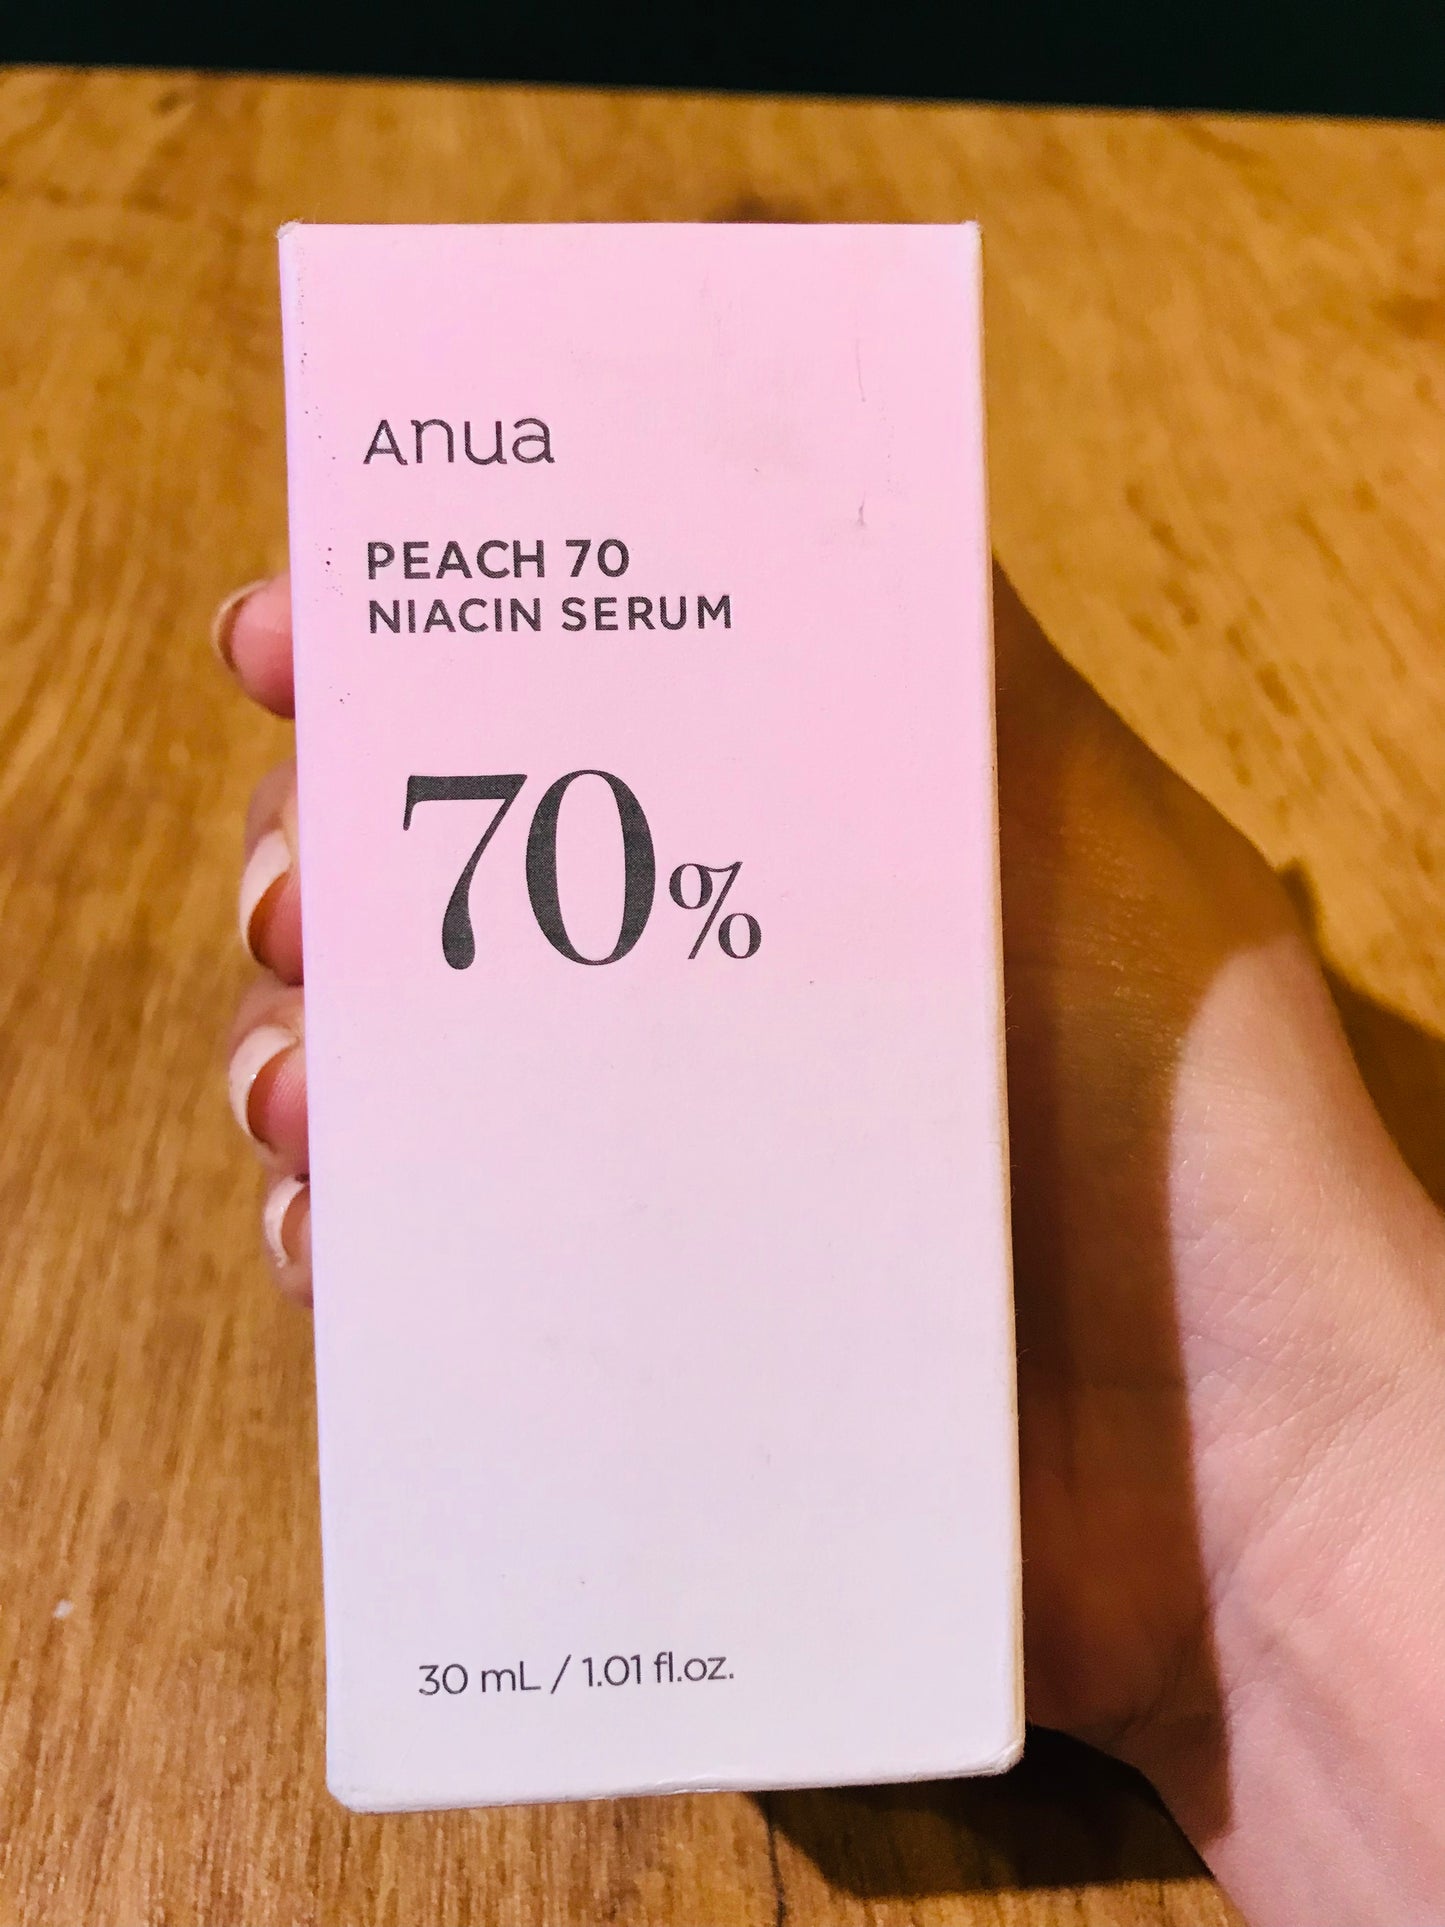 Anua
PEACH 70
NIACIN SERUM
70%
30 mL / 1.01 fl.oz.